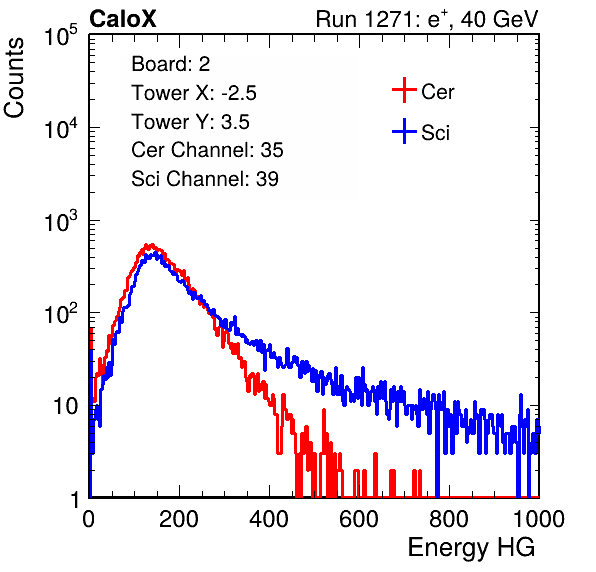 CaloX Run 1271: e⁺, 40 GeV
Counts
Board: 2
Tower X: -2.5
Tower Y: 3.5
Cer Channel: 35
Sci Channel: 39
Cer
Sci
10⁵
10⁴
10³
10²
10
1
0 200 400 600 800 1000
Energy HG